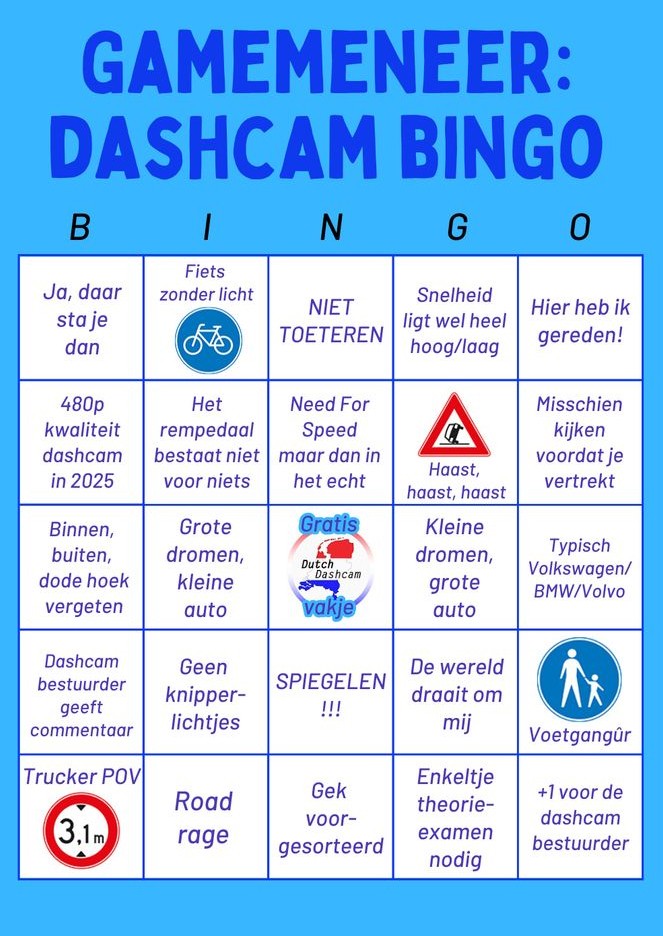 GAMEMENEER:
DASHCAM BINGO
B I N G O
Ja, daar
sta je
dan
Fiets
zonder licht
NIET
TOETEREN
Snelheid
ligt wel heel
hoog/laag
Hier heb ik
gereden!
480p
kwaliteit
dashcam
in 2025
Het
rempedaal
bestaat niet
voor niets
Need For
Speed
maar dan in
het echt
Haast,
haast, haast
Misschien
kijken
voordat je
vertrekt
Binnen,
buiten,
dode hoek
vergeten
Grote
dromen,
kleine
auto
Gratis
Dutch
Dashcam
vakje
Kleine
dromen,
grote
auto
Typisch
Volkswagen/
BMW/Volvo
Dashcam
bestuurder
geeft
commentaar
Geen
knipper-
lichtjes
SPIEGELEN
!!!
De wereld
draait om
mij
Voetgangûr
Trucker POV
3,1m
Road
rage
Gek
voor-
gesorteerd
Enkeltje
theorie-
examen
nodig
+1 voor de
dashcam
bestuurder